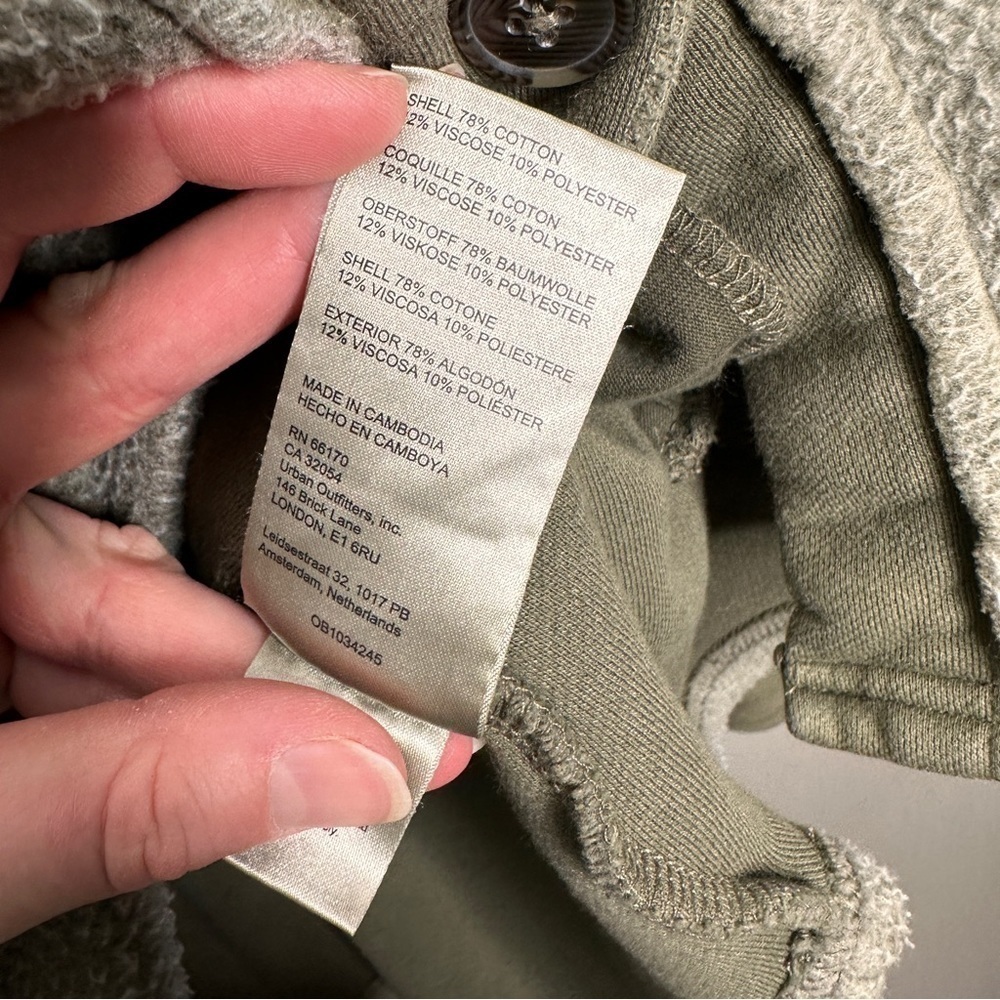 SHELL 78% COTTON
12% VISCOSE 10% POLYESTER
COQUILLE 78% COTON
12% VISCOSE 10% POLYESTER
OBERSTOFF 78% BAUMWOLLE
12% VISKOSE 10% POLYESTER
SHELL 78% COTONE
12% VISCOSA 10% POLIESTERE
EXTERIOR 78% ALGODÓN
12% VISCOSA 10% POLIÉSTER
MADE IN CAMBODIA
HECHO EN CAMBOYA
RN 66170
CA 32054
Urban Outfitters, inc.
146 Brick Lane
LONDON, E1 6RU
Leidsestraat 32, 1017 PB
Amsterdam, Netherlands
OB1034245